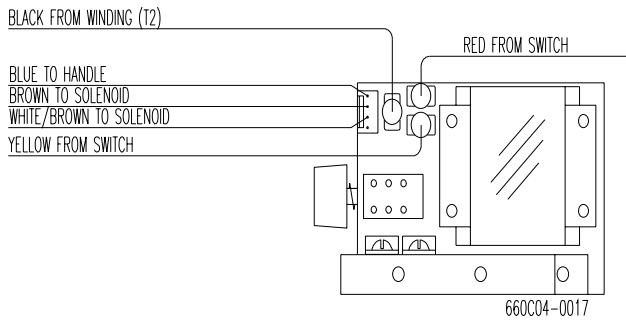 BLACK FROM WINDING (T2)
RED FROM SWITCH
BLUE TO HANDLE
BROWN TO SOLENOID
WHITE/BROWN TO SOLENOID
YELLOW FROM SWITCH
660C04-0017